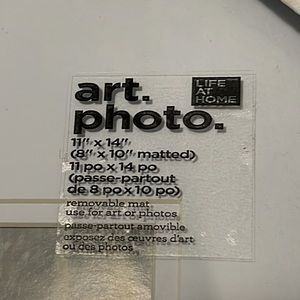 art.
LIFE
AT
HOME
photo.
11" x 14"
(8" x 10" matted)
11 po x 14 po
(passe-partout
de 8 po x 10 po)
removable mat
use for art or photos
passe-partout amovible
exposez des œuvres d'art
ou des photos